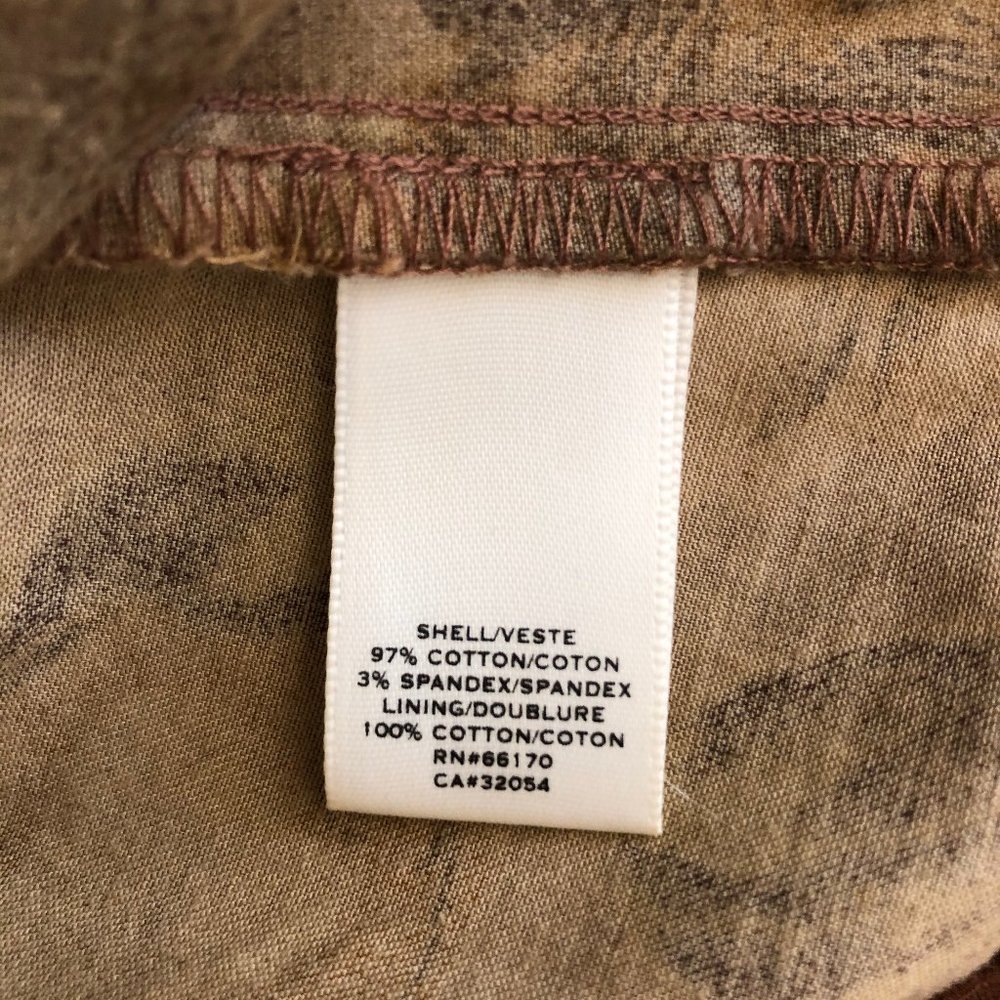 SHELL/VESTE
97% COTTON/COTON
3% SPANDEX/SPANDEX
LINING/DOUBLURE
100% COTTON/COTON
RN#66170
CA#32054